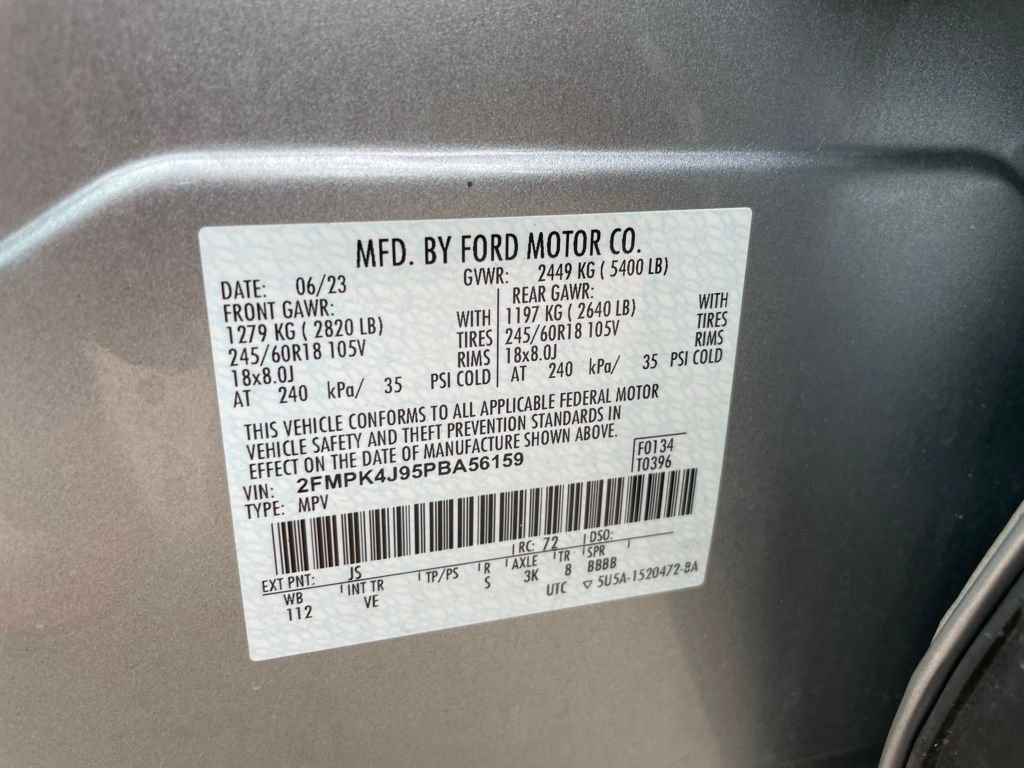 MFD. BY FORD MOTOR CO.
DATE: 06/23 GVWR: 2449 KG ( 5400 LB)
FRONT GAWR: REAR GAWR:
1279 KG ( 2820 LB) WITH 1197 KG ( 2640 LB) WITH
245/60R18 105V TIRES 245/60R18 105V TIRES
18x8.0J RIMS 18x8.0J RIMS
AT 240 kPa/ 35 PSI COLD AT 240 kPa/ 35 PSI COLD
THIS VEHICLE CONFORMS TO ALL APPLICABLE FEDERAL MOTOR
VEHICLE SAFETY AND THEFT PREVENTION STANDARDS IN
EFFECT ON THE DATE OF MANUFACTURE SHOWN ABOVE.
VIN: 2FMPK4J95PBA56159 F0134
TYPE: MPV T0396
EXT PNT: JS RC: 72 DSO:
WB INT TR TP/PS R AXLE TR SPR
112 VE S 3K 8 BBBB
UTC ▽ 5U5A-1520472-BA